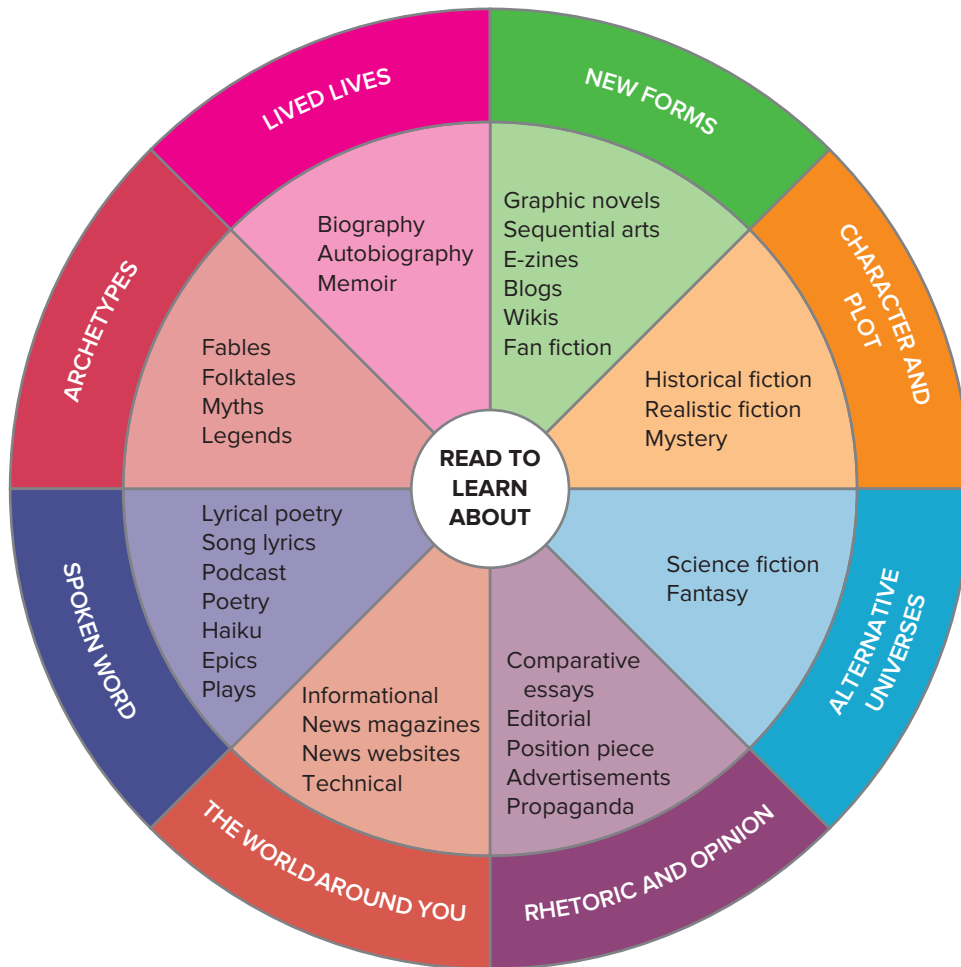 READ TO
LEARN
ABOUT
LIVED LIVES
Biography
Autobiography
Memoir
NEW FORMS
Graphic novels
Sequential arts
E-zines
Blogs
Wikis
Fan fiction
CHARACTER AND
PLOT
Historical fiction
Realistic fiction
Mystery
ALTERNATIVE
UNIVERSES
Science fiction
Fantasy
RHETORIC AND OPINION
Comparative
essays
Editorial
Position piece
Advertisements
Propaganda
THE WORLD AROUND YOU
Informational
News magazines
News websites
Technical
SPOKEN WORD
Lyrical poetry
Song lyrics
Podcast
Poetry
Haiku
Epics
Plays
ARCHETYPES
Fables
Folktales
Myths
Legends